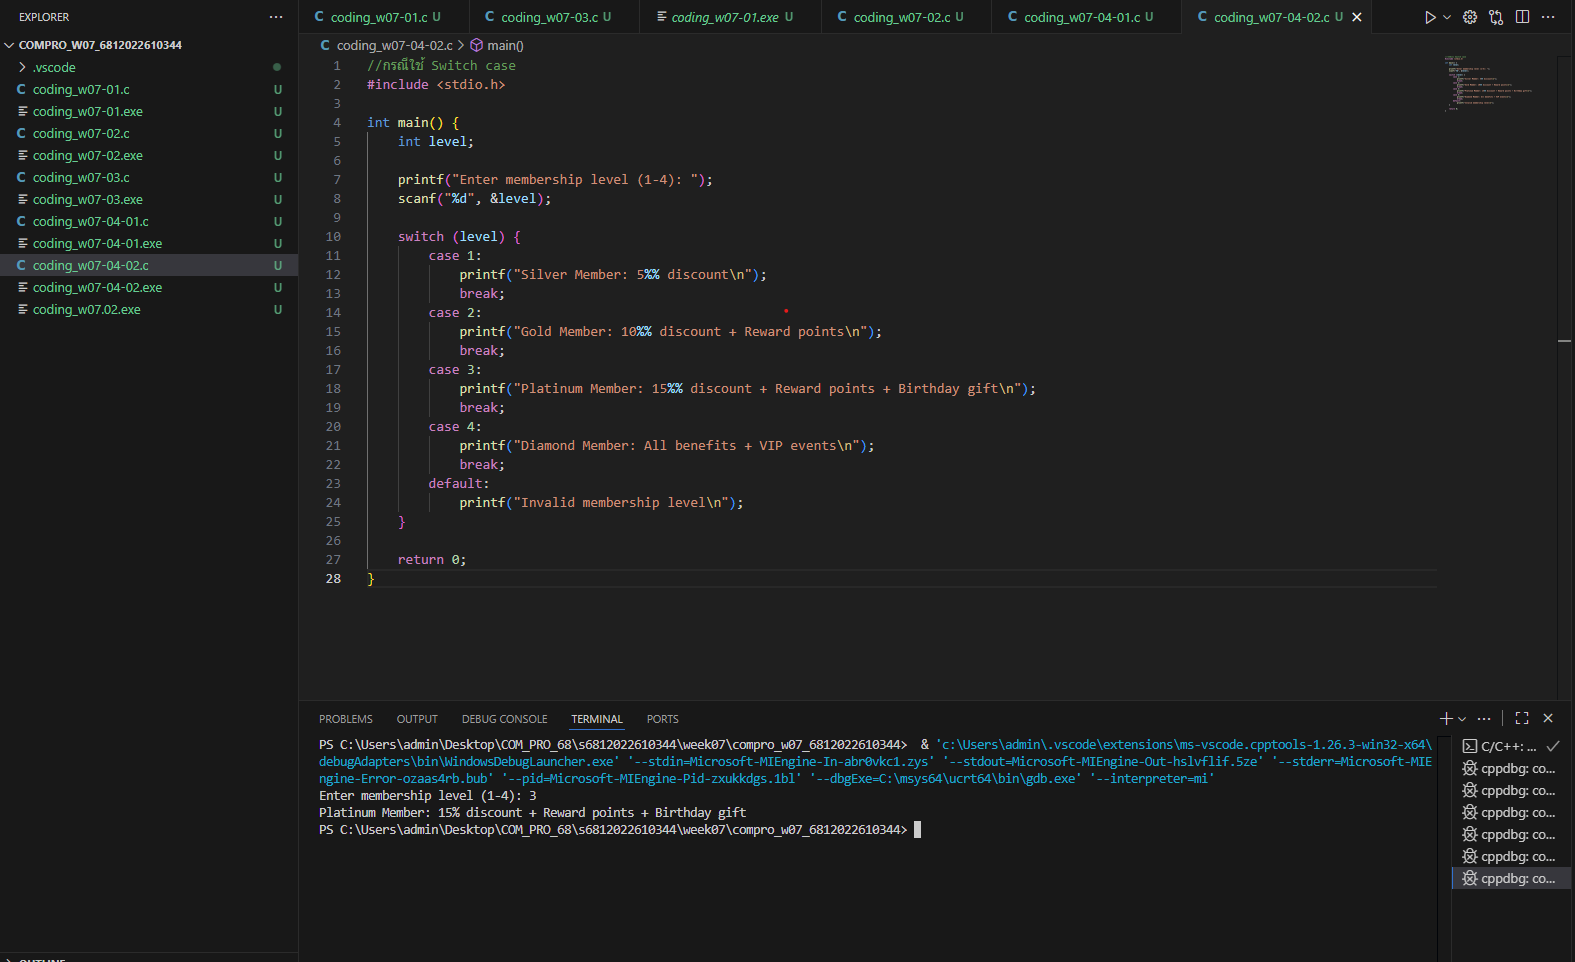 EXPLORER
COMPRO_W07_6812022610344
.vscode
C coding_w07-01.c U
coding_w07-01.exe U
C coding_w07-02.c U
coding_w07-02.exe U
C coding_w07-03.c U
coding_w07-03.exe U
C coding_w07-04-01.c U
coding_w07-04-01.exe U
C coding_w07-04-02.c U
coding_w07-04-02.exe U
coding_w07.02.exe U
C coding_w07-01.c U C coding_w07-03.c U coding_w07-01.exe U C coding_w07-02.c U C coding_w07-04-01.c U C coding_w07-04-02.c U
C coding_w07-04-02.c > main()
1 //กรณีใช้ Switch case
2 #include <stdio.h>
3
4 int main() {
5 int level;
6
7 printf("Enter membership level (1-4): ");
8 scanf("%d", &level);
9
10 switch (level) {
11 case 1:
12 printf("Silver Member: 5%% discount\n");
13 break;
14 case 2:
15 printf("Gold Member: 10%% discount + Reward points\n");
16 break;
17 case 3:
18 printf("Platinum Member: 15%% discount + Reward points + Birthday gift\n");
19 break;
20 case 4:
21 printf("Diamond Member: All benefits + VIP events\n");
22 break;
23 default:
24 printf("Invalid membership level\n");
25 }
26
27 return 0;
28 }
PROBLEMS OUTPUT DEBUG CONSOLE TERMINAL PORTS
PS C:\Users\admin\Desktop\COM_PRO_68\s6812022610344\week07\compro_w07_6812022610344> & 'c:\Users\admin\.vscode\extensions\ms-vscode.cpptools-1.26.3-win32-x64\
debugAdapters\bin\WindowsDebugLauncher.exe' '--stdin=Microsoft-MIEngine-In-abr0vkc1.zys' '--stdout=Microsoft-MIEngine-Out-hslvflif.5ze' '--stderr=Microsoft-MIE
ngine-Error-ozaas4rb.bub' '--pid=Microsoft-MIEngine-Pid-zxukkdgs.1bl' '--dbgExe=C:\msys64\ucrt64\bin\gdb.exe' '--interpreter=mi'
Enter membership level (1-4): 3
Platinum Member: 15% discount + Reward points + Birthday gift
PS C:\Users\admin\Desktop\COM_PRO_68\s6812022610344\week07\compro_w07_6812022610344>
C/C++: ...
cppdbg: co...
cppdbg: co...
cppdbg: co...
cppdbg: co...
cppdbg: co...
cppdbg: co...
OUTLINE